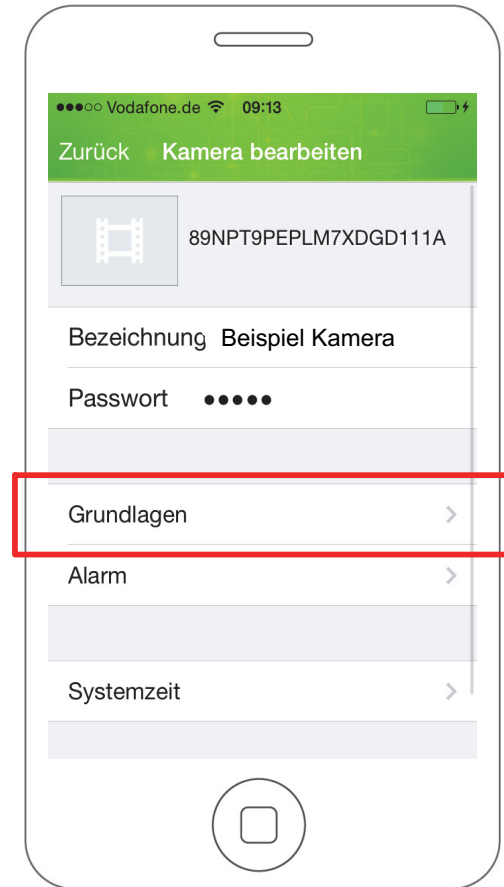 ●●●○○ Vodafone.de 09:13
Zurück Kamera bearbeiten
89NPT9PEPLM7XDGD111A
Bezeichnung Beispiel Kamera
Passwort ●●●●●
Grundlagen
Alarm
Systemzeit